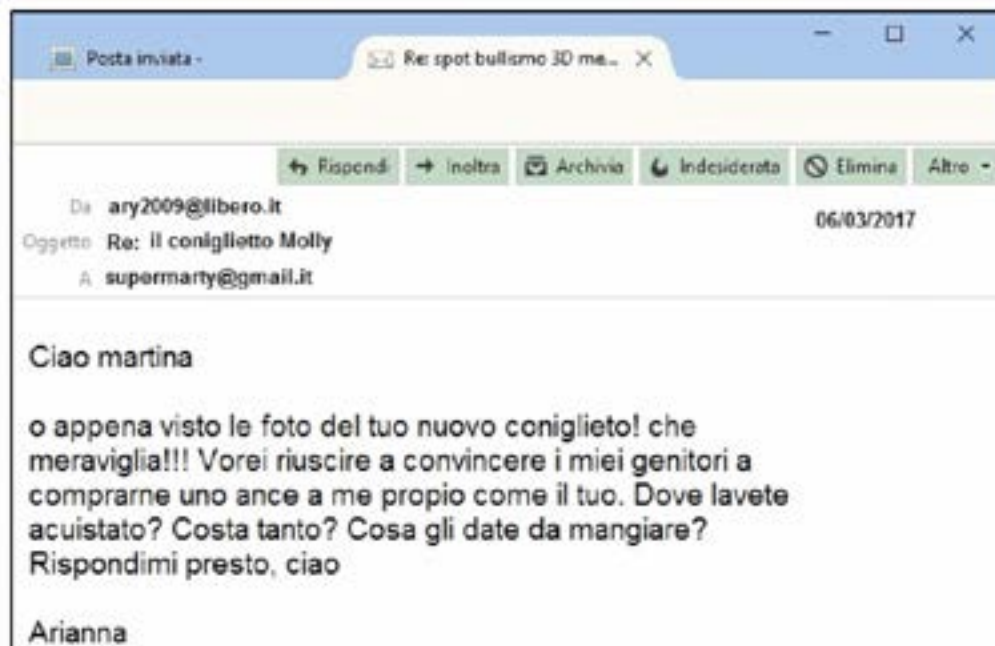 Posta inviata -
Re: spot bullismo 3D me...
Rispondi Inoltra Archivia Indesiderata Elimina Altro
Da ary2009@libero.it
06/03/2017
Oggetto Re: il coniglietto Molly
A supermarty@gmail.it
Ciao martina
o appena visto le foto del tuo nuovo coniglieto! che
meraviglia!!! Vorei riuscire a convincere i miei genitori a
comprarne uno ance a me propio come il tuo. Dove lavete
acuistato? Costa tanto? Cosa gli date da mangiare?
Rispondimi presto, ciao
Arianna